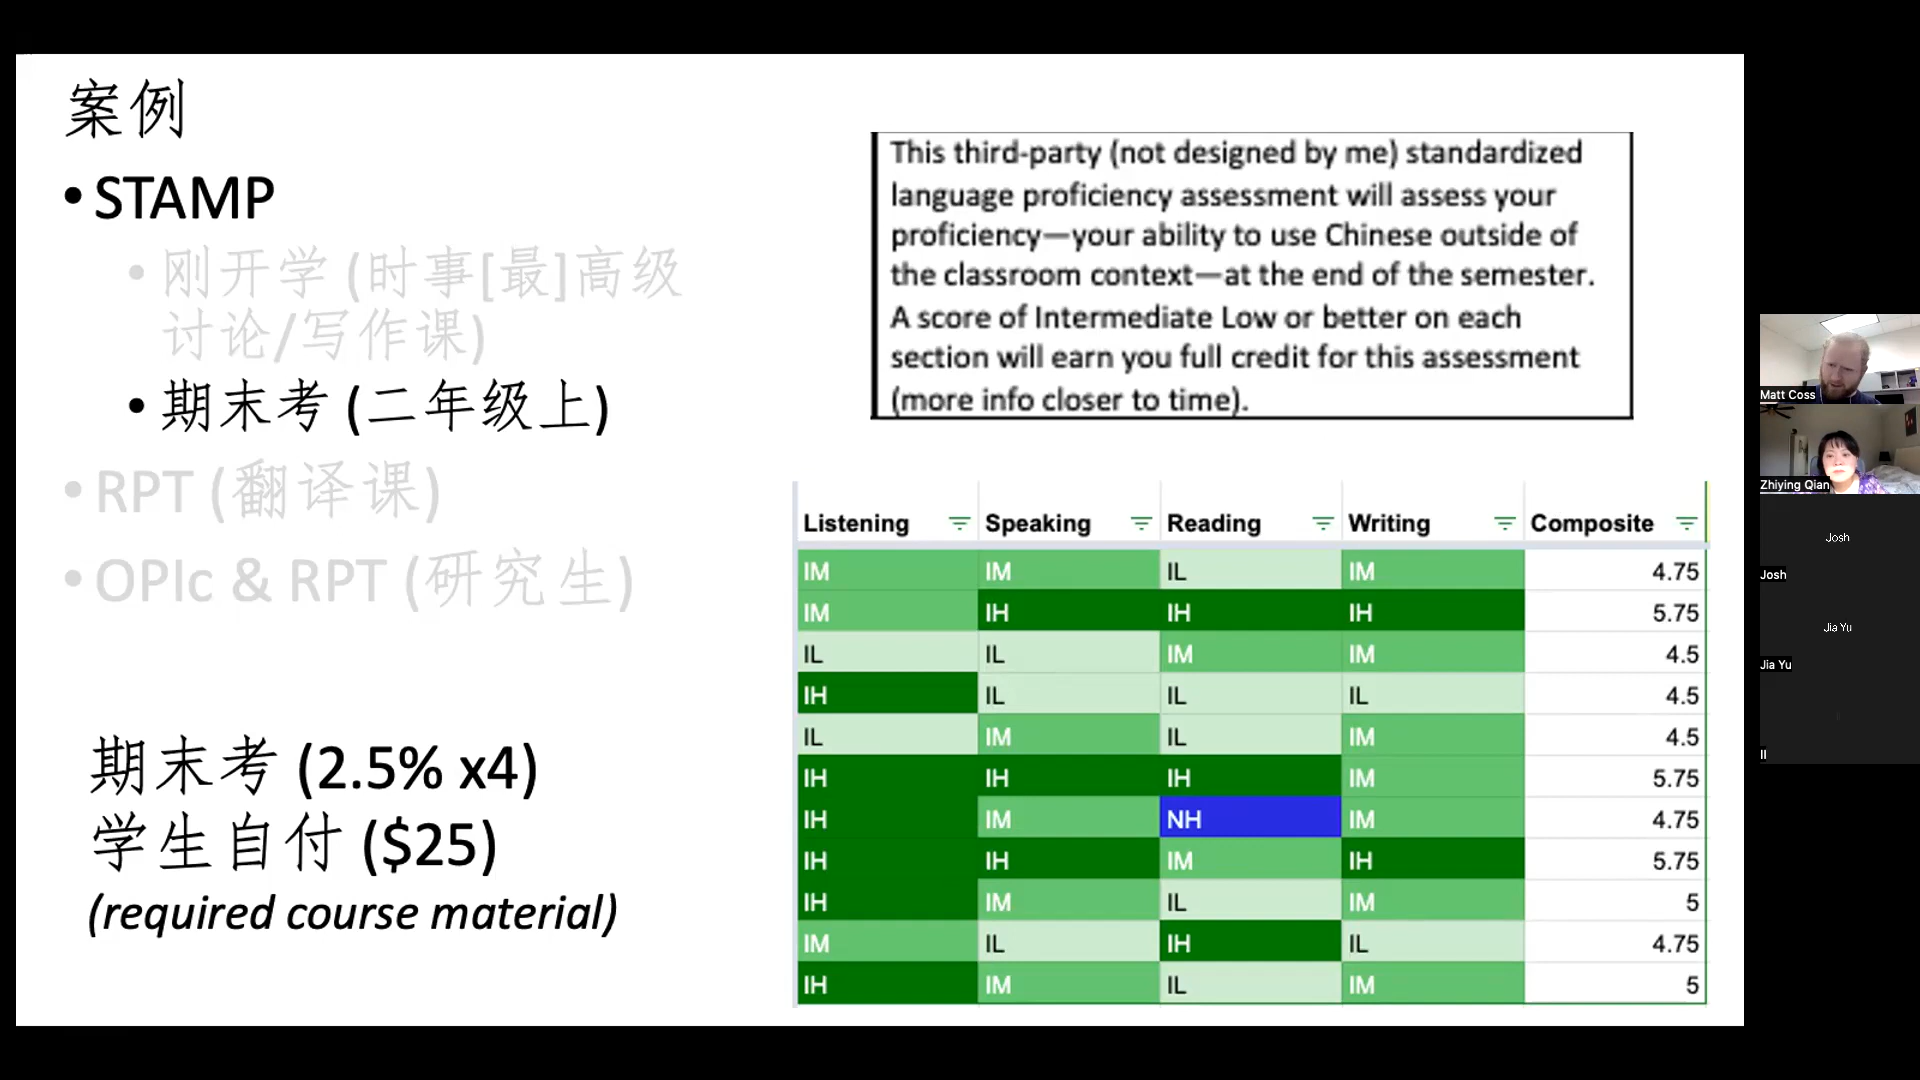 案例
• STAMP
• 刚开学 (时事[最]高级
讨论/写作课)
• 期末考 (二年级上)
• RPT (翻译课)
• OPIc & RPT (研究生)
期末考 (2.5% x4)
学生自付 ($25)
(required course material)
This third-party (not designed by me) standardized
language proficiency assessment will assess your
proficiency—your ability to use Chinese outside of
the classroom context—at the end of the semester.
A score of Intermediate Low or better on each
section will earn you full credit for this assessment
(more info closer to time).
Listening Speaking Reading Writing Composite
IM IM IL IM 4.75
IM IH IH IH 5.75
IL IL IM IM 4.5
IH IL IL IL 4.5
IL IM IL IM 4.5
IH IH IH IM 5.75
IH IM NH IM 4.75
IH IH IM IH 5.75
IH IM IL IM 5
IM IL IH IL 4.75
IH IM IL IM 5
Matt Coss
Zhiying Qian
Josh
Josh
Jia Yu
Jia Yu